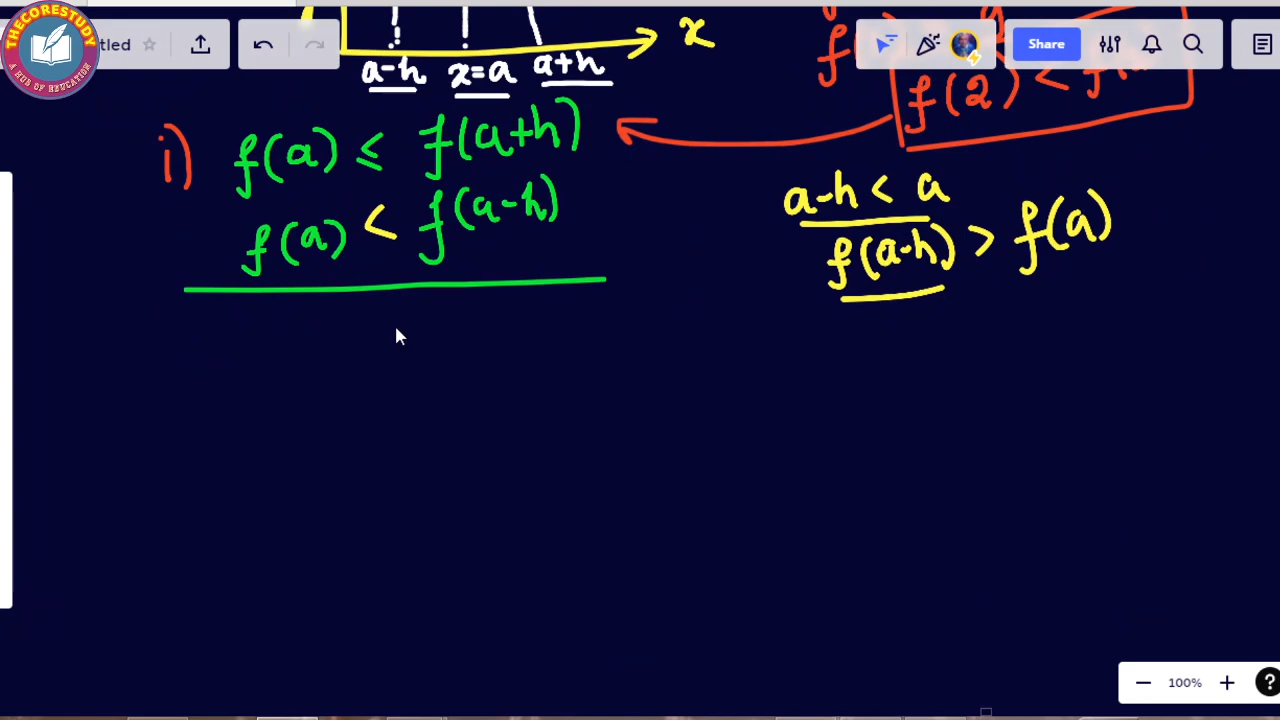 THECORESTUDY
A HUB OF EDUCATION
tled
Share
x
a-h x=a a+h
f(2) <
i) f(a) ≤ f(a+h)
f(a) < f(a-h)
a-h < a
f(a-h) > f(a)
100%
?